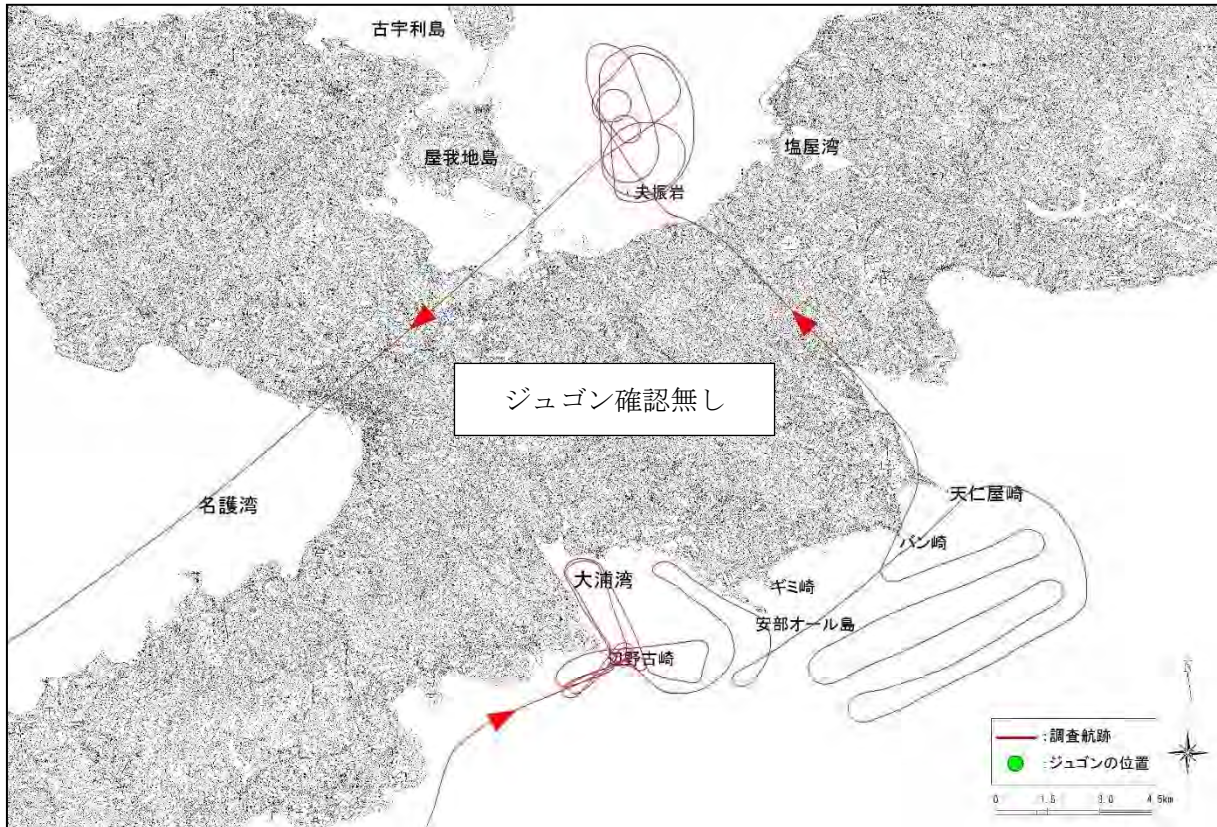 古宇利島
屋我地島
塩屋湾
夫振岩
ジュゴン確認無し
名護湾
天仁屋崎
バン崎
大浦湾
ギミ崎
安部オール島
辺野古崎
N
:調査航跡
:ジュゴンの位置
0 1.5 3.0 4.5km